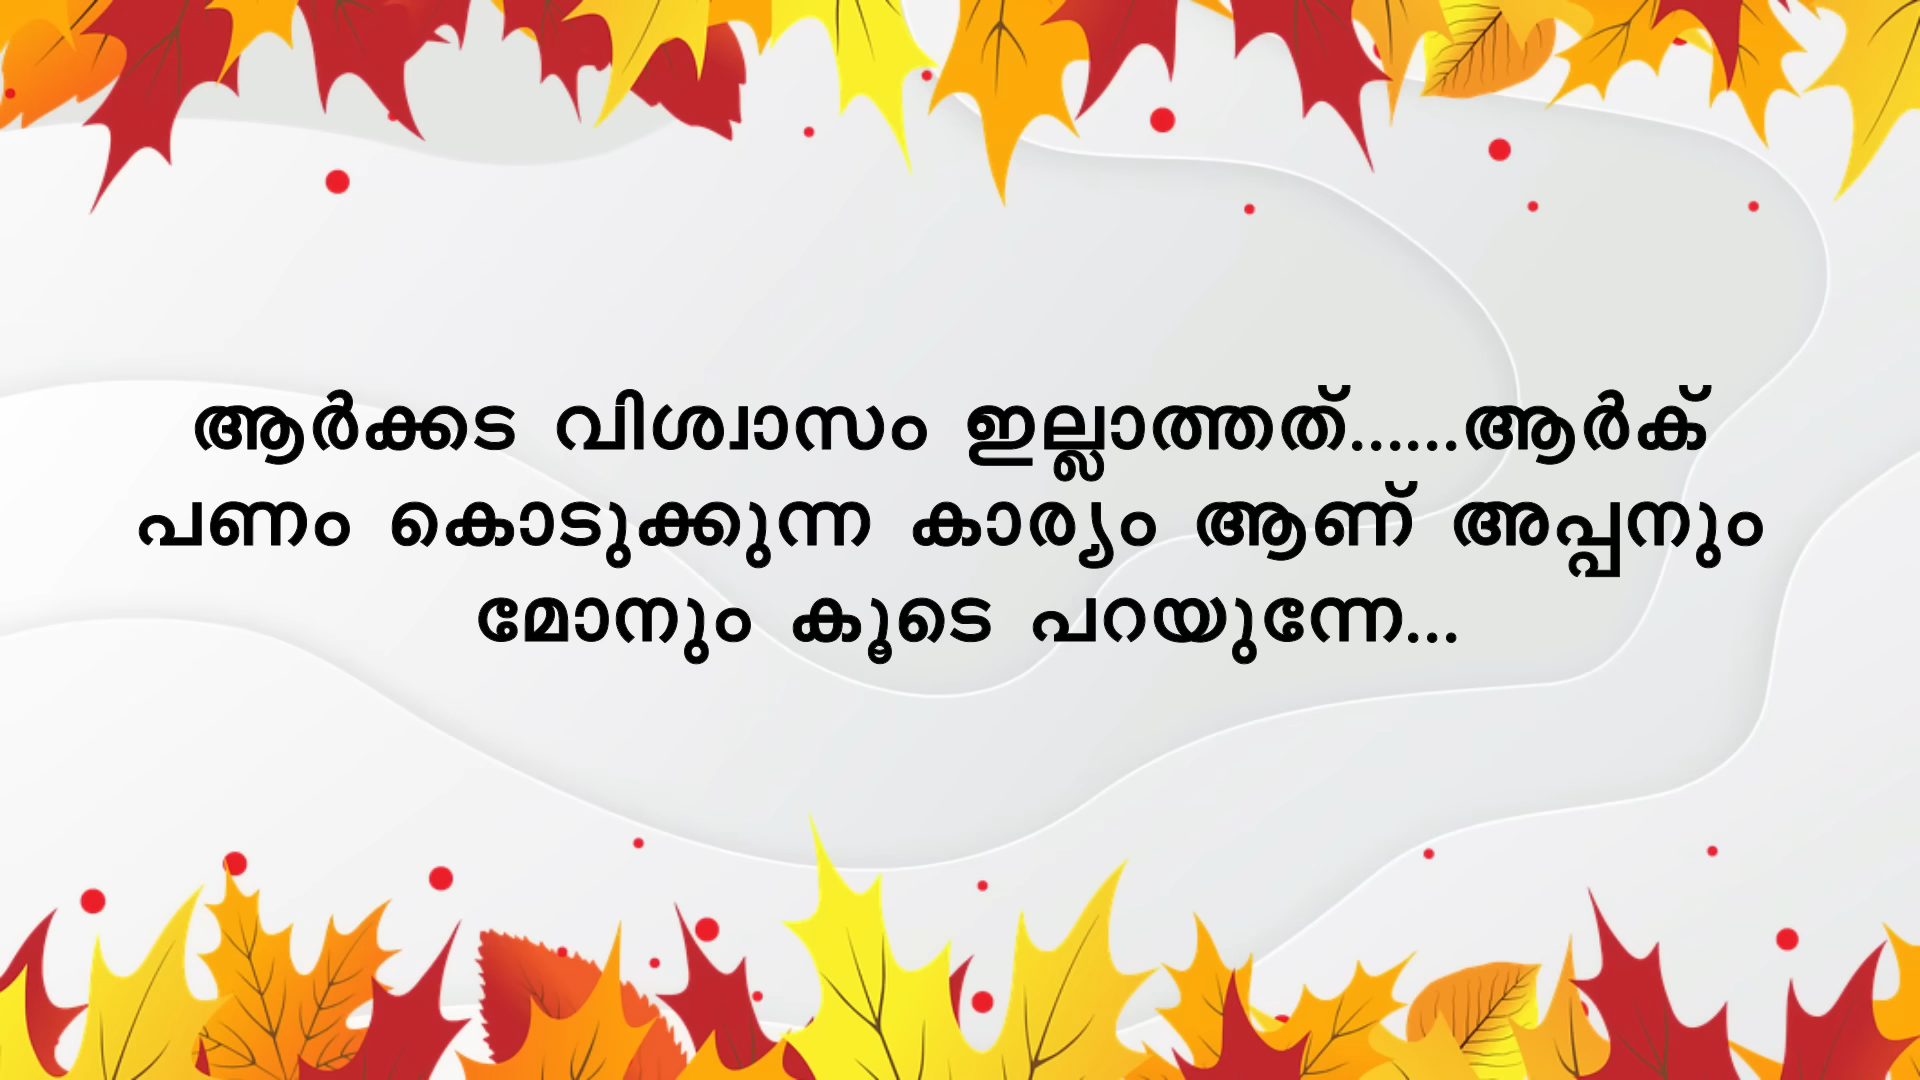 ആർക്കട വിശ്വാസം ഇല്ലാത്തത്......ആർക്
പണം കൊടുക്കുന്ന കാര്യം ആണ് അപ്പനും
മോനും കൂടെ പറയുന്നേ...